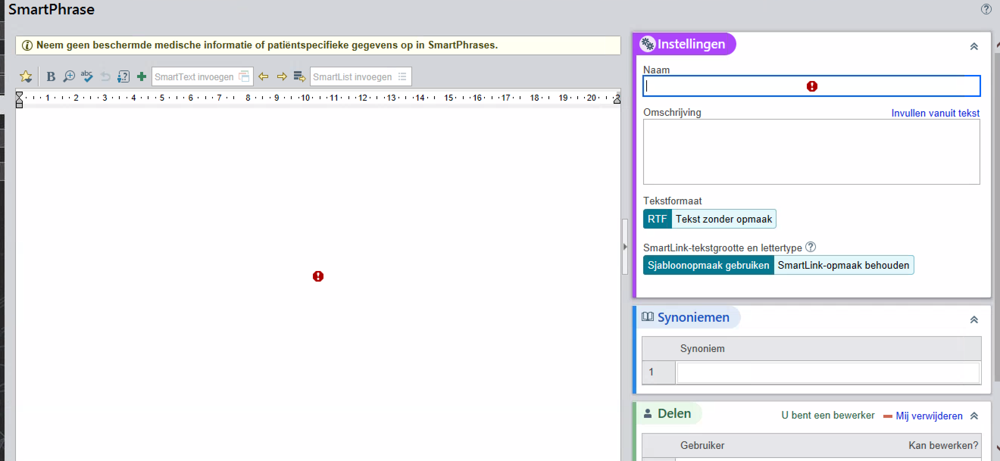 SmartPhrase
Neem geen beschermde medische informatie of patiëntspecifieke gegevens op in SmartPhrases.
B abc SmartText invoegen SmartList invoegen
1 2 3 4 5 6 7 8 9 10 11 12 13 14 15 16 17 18 19 20 2
Instellingen
Naam
Omschrijving Invullen vanuit tekst
Tekstformaat
RTF Tekst zonder opmaak
SmartLink-tekstgrootte en lettertype
Sjabloonopmaak gebruiken SmartLink-opmaak behouden
Synoniemen
Synoniem
1
Delen U bent een bewerker Mij verwijderen
Gebruiker Kan bewerken?